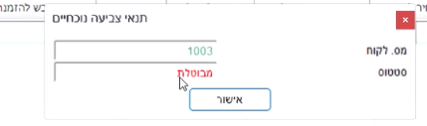 תנאי צביעה נוכחיים
מס. לקוח 1003
סטטוס מבוטלת
אישור